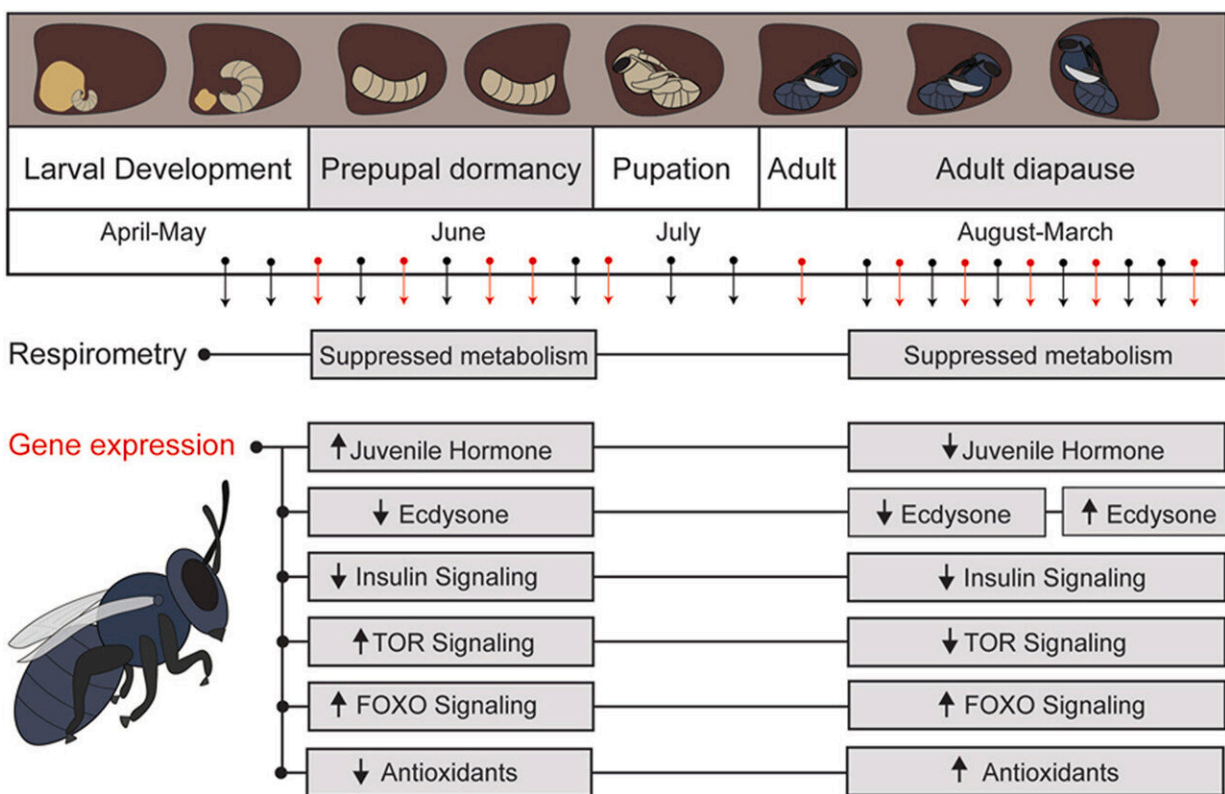 Larval Development
Prepupal dormancy
Pupation
Adult
Adult diapause
April-May
June
July
August-March
Respirometry
Suppressed metabolism
Suppressed metabolism
Gene expression
↑ Juvenile Hormone
↓ Juvenile Hormone
↓ Ecdysone
↓ Ecdysone
↑ Ecdysone
↓ Insulin Signaling
↓ Insulin Signaling
↑ TOR Signaling
↓ TOR Signaling
↑ FOXO Signaling
↑ FOXO Signaling
↓ Antioxidants
↑ Antioxidants